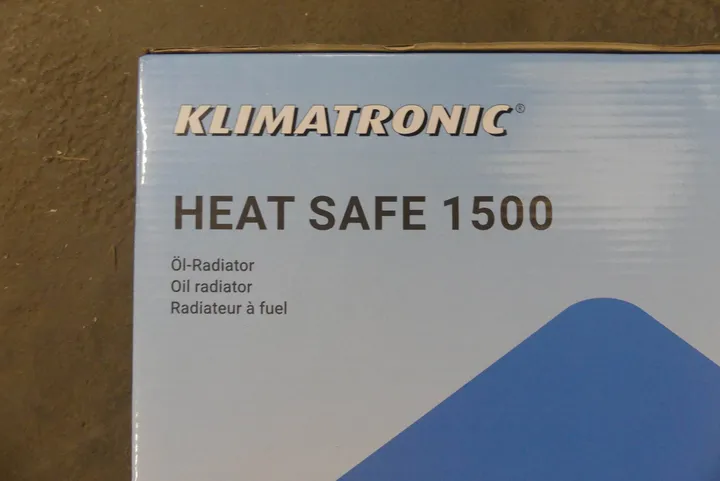 KLIMATRONIC®
HEAT SAFE 1500
Öl-Radiator
Oil radiator
Radiateur à fuel